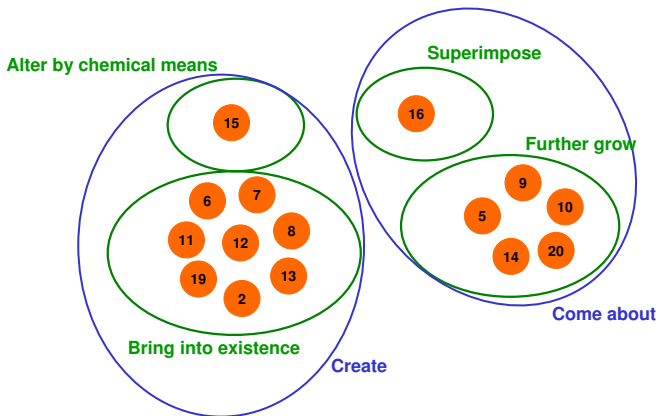 Superimpose
Alter by chemical means
16
15
Further grow
9
7
6
10
5
8
11
12
20
14
13
19
2
Come about
Bring into existence
Create